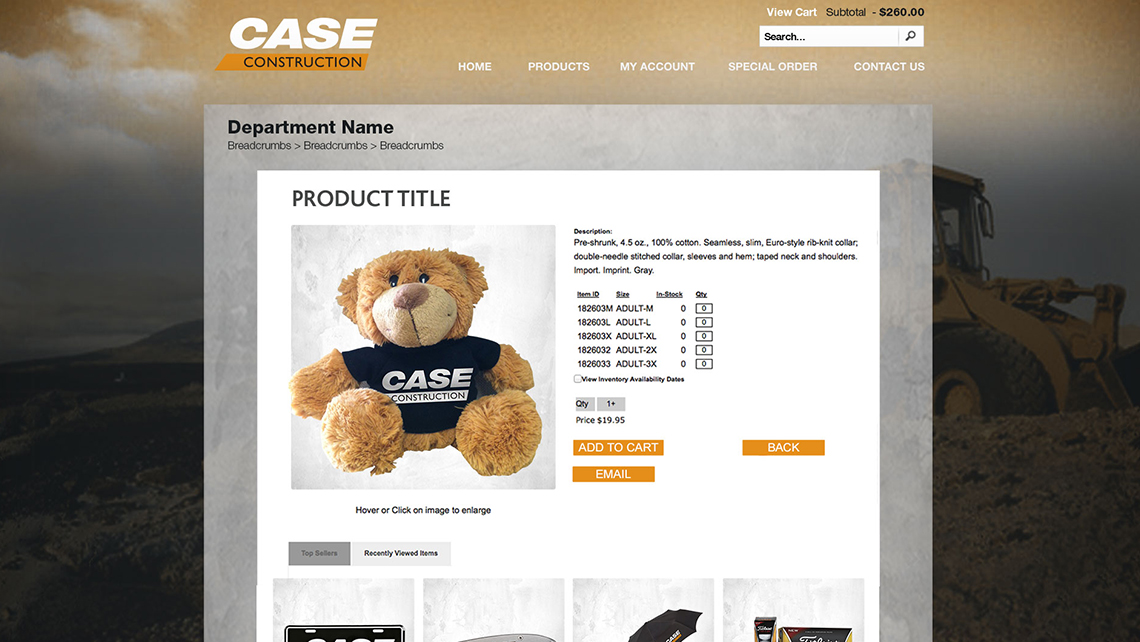 CASE
CONSTRUCTION
View Cart Subtotal - $260.00
Search...
HOME PRODUCTS MY ACCOUNT SPECIAL ORDER CONTACT US
Department Name
Breadcrumbs > Breadcrumbs > Breadcrumbs
PRODUCT TITLE
CASE
CONSTRUCTION
Hover or Click on image to enlarge
Description:
Pre-shrunk, 4.5 oz., 100% cotton. Seamless, slim, Euro-style rib-knit collar;
double-needle stitched collar, sleeves and hem; taped neck and shoulders.
Import. Imprint. Gray.
Item ID Size In-Stock Qty
182603M ADULT-M 0 0
182603L ADULT-L 0 0
182603X ADULT-XL 0 0
1826032 ADULT-2X 0 0
1826033 ADULT-3X 0 0
View Inventory Availability Dates
Qty 1+
Price $19.95
ADD TO CART BACK
EMAIL
Top Sellers Recently Viewed Items
CASE
CASE
NEW
Titleist